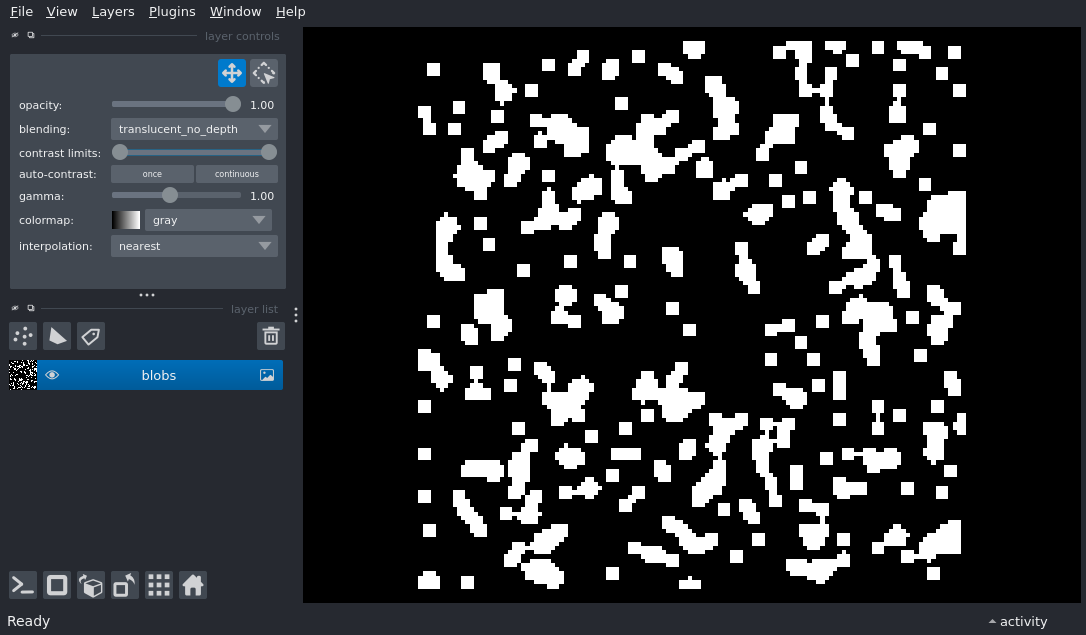 File View Layers Plugins Window Help
layer controls
opacity: 1.00
blending: translucent_no_depth
contrast limits:
auto-contrast: once continuous
gamma: 1.00
colormap: gray
interpolation: nearest
layer list
blobs
Ready
activity